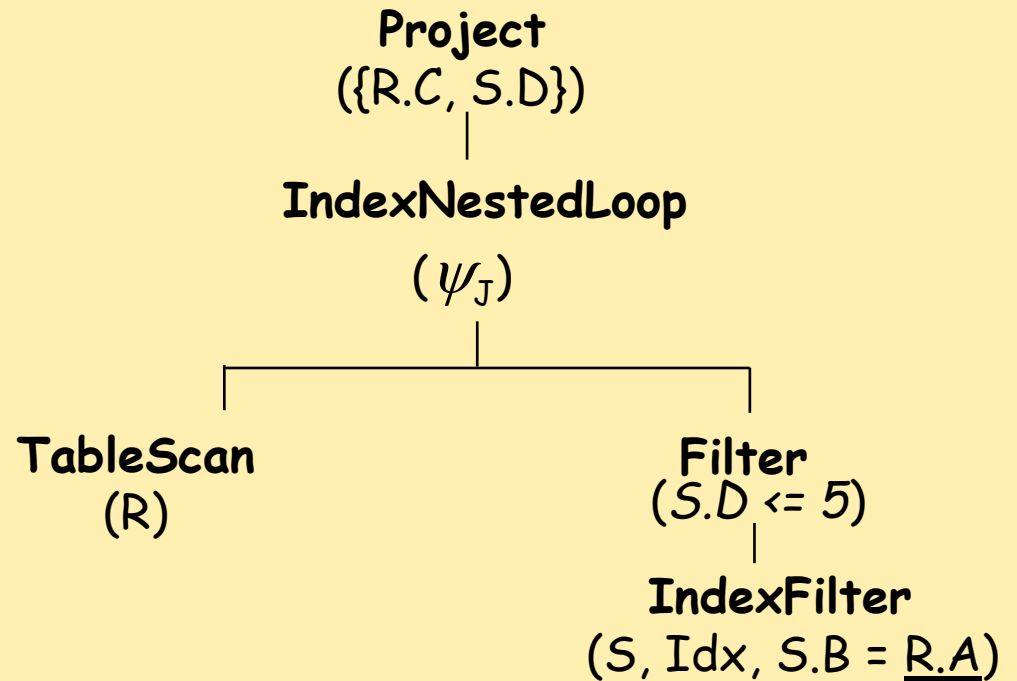 Project
({R.C, S.D})
IndexNestedLoop
(ψJ)
TableScan
(R)
Filter
(S.D <= 5)
IndexFilter
(S, Idx, S.B = R.A)